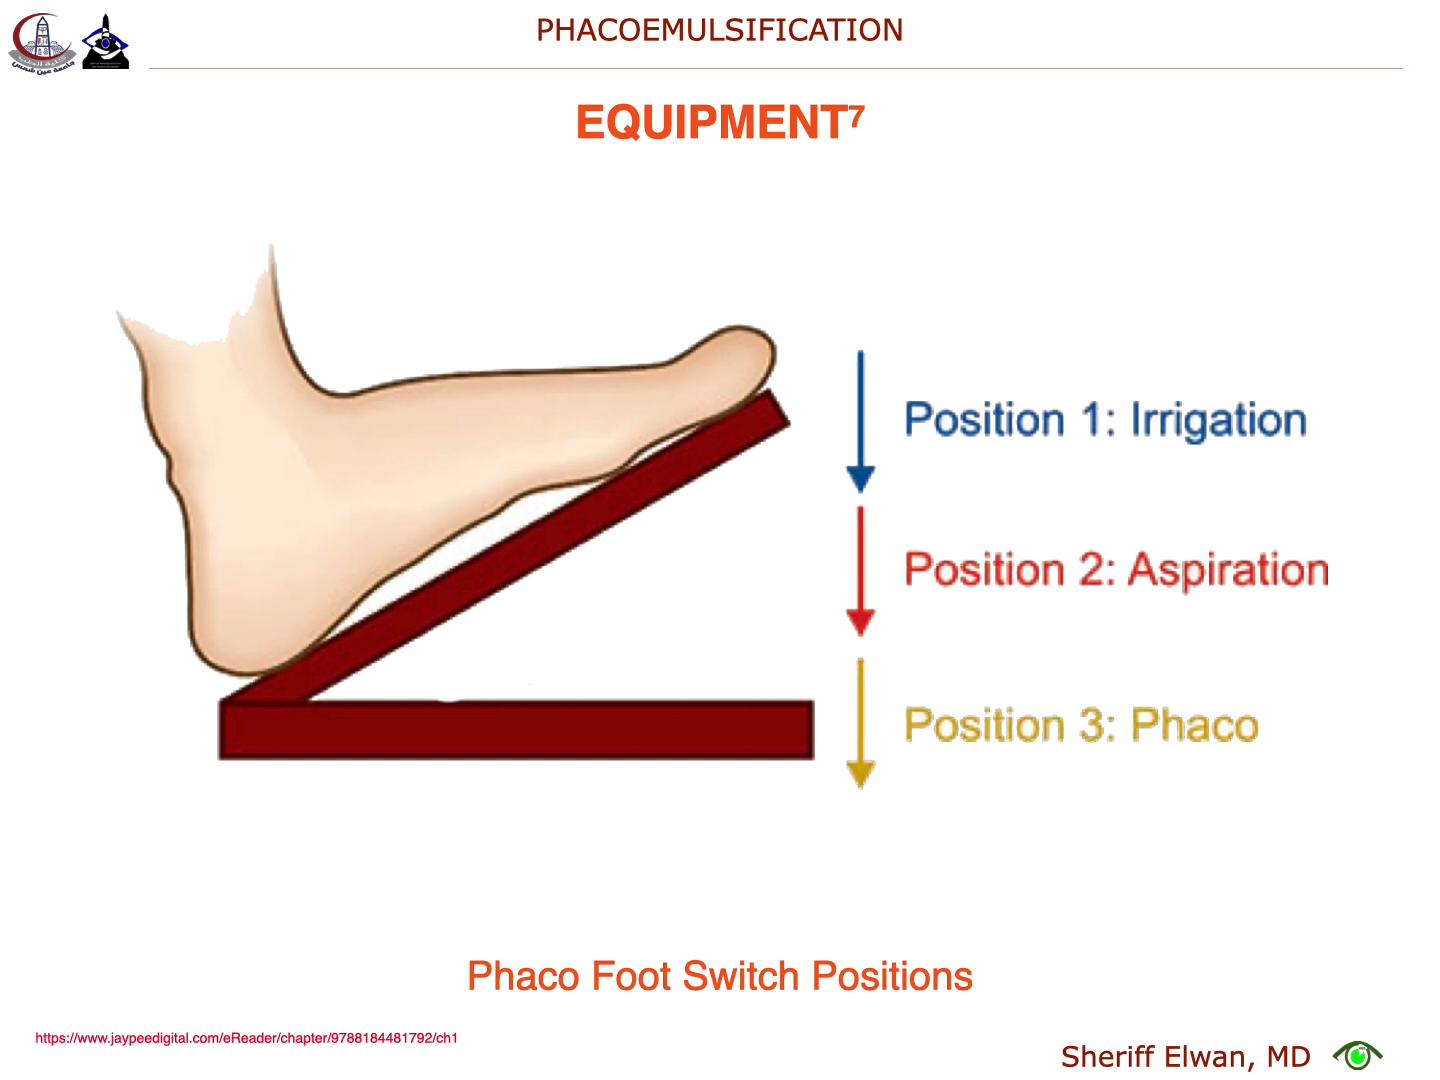 PHACOEMULSIFICATION
EQUIPMENT⁷
Position 1: Irrigation
Position 2: Aspiration
Position 3: Phaco
Phaco Foot Switch Positions
https://www.jaypeedigital.com/eReader/chapter/9788184481792/ch1
Sheriff Elwan, MD